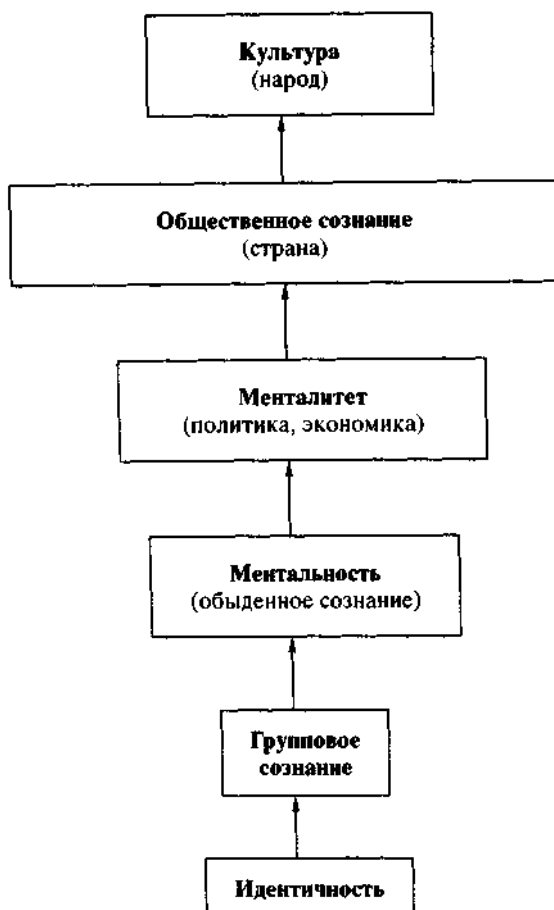 Культура
(народ)
Общественное сознание
(страна)
Менталитет
(политика, экономика)
Ментальность
(обыденное сознание)
Групповое
сознание
Идентичность